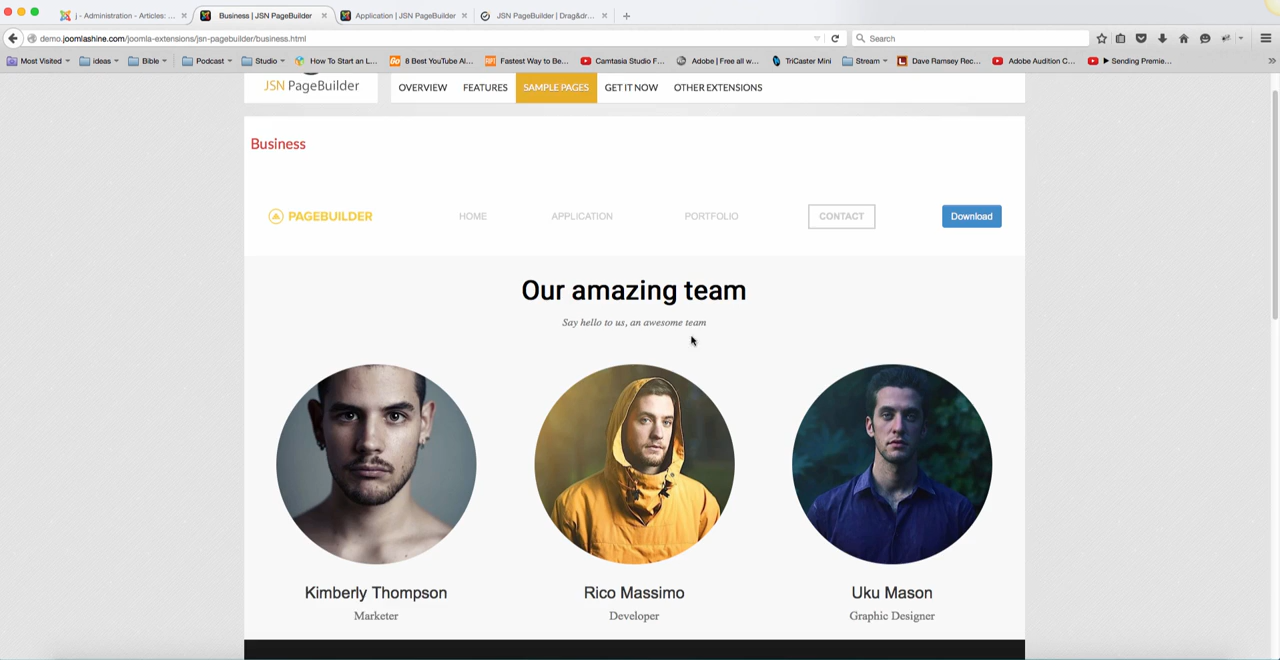 j - Administration - Articles: ...
Business | JSN PageBuilder
Application | JSN PageBuilder
JSN PageBuilder | Drag&dr...
demo.joomlashine.com/joomla-extensions/jsn-pagebuilder/business.html
Search
Most Visited
ideas
Bible
Podcast
Studio
How To Start an L...
8 Best YouTube Al...
Fastest Way to Be...
Camtasia Studio F...
Adobe | Free all w...
TriCaster Mini
Stream
Dave Ramsey Rec...
Adobe Audition C...
Sending Premie...
JSN PageBuilder
OVERVIEW
FEATURES
SAMPLE PAGES
GET IT NOW
OTHER EXTENSIONS
Business
PAGEBUILDER
HOME
APPLICATION
PORTFOLIO
CONTACT
Download
Our amazing team
Say hello to us, an awesome team
Kimberly Thompson
Marketer
Rico Massimo
Developer
Uku Mason
Graphic Designer